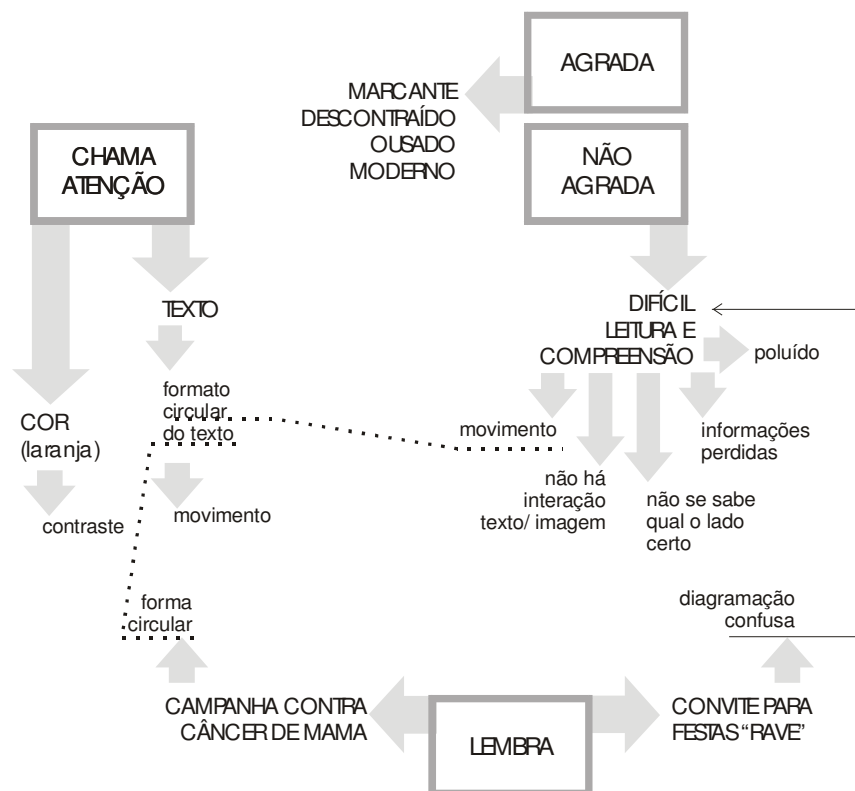 AGRADA
MARCANTE
DESCONTRAÍDO
OUSADO
MODERNO
NÃO
AGRADA
CHAMA
ATENÇÃO
TEXTO
formato
circular
do texto
movimento
COR
(laranja)
contraste
DIFÍCIL
LEITURA E
COMPREENSÃO
poluído
movimento
não há
interação
texto/ imagem
não se sabe
qual o lado
certo
informações
perdidas
forma
circular
CAMPANHA CONTRA
CÂNCER DE MAMA
LEMBRA
CONVITE PARA
FESTAS “RAVE”
diagramação
confusa